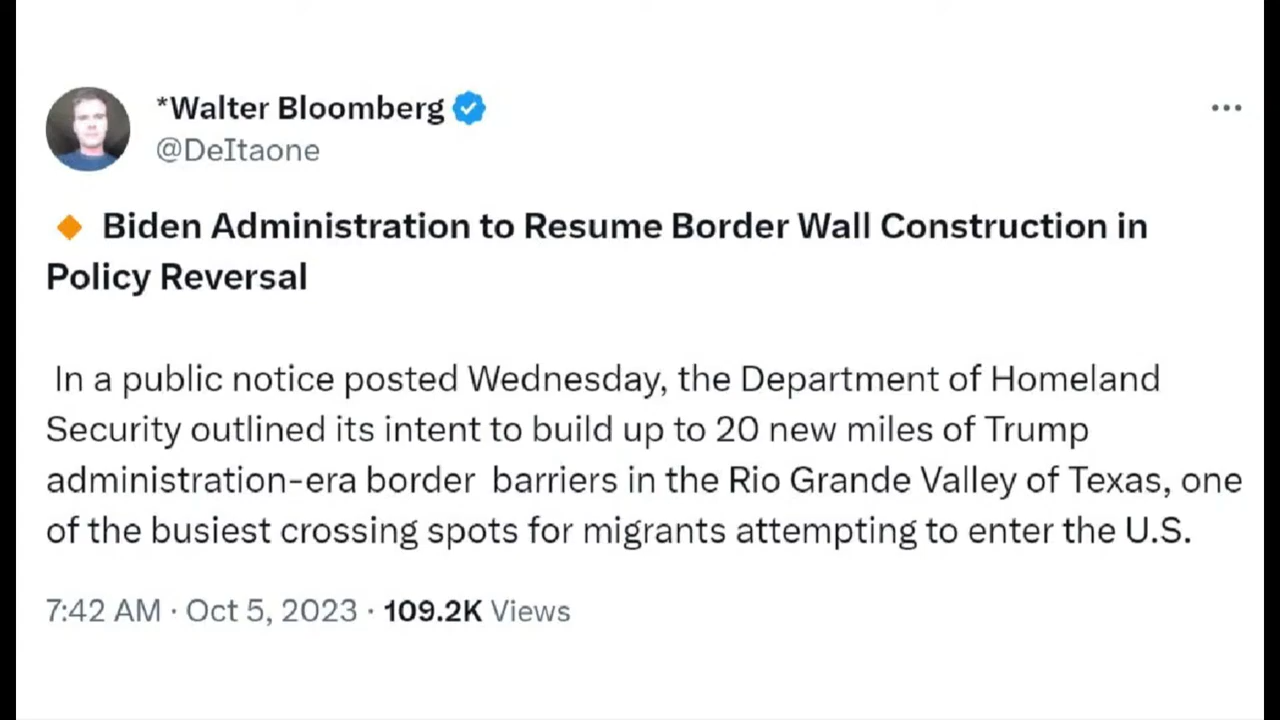 *Walter Bloomberg
@DeItaone
🔸 Biden Administration to Resume Border Wall Construction in
Policy Reversal
In a public notice posted Wednesday, the Department of Homeland
Security outlined its intent to build up to 20 new miles of Trump
administration-era border  barriers in the Rio Grande Valley of Texas, one
of the busiest crossing spots for migrants attempting to enter the U.S.
7:42 AM · Oct 5, 2023 · 109.2K Views